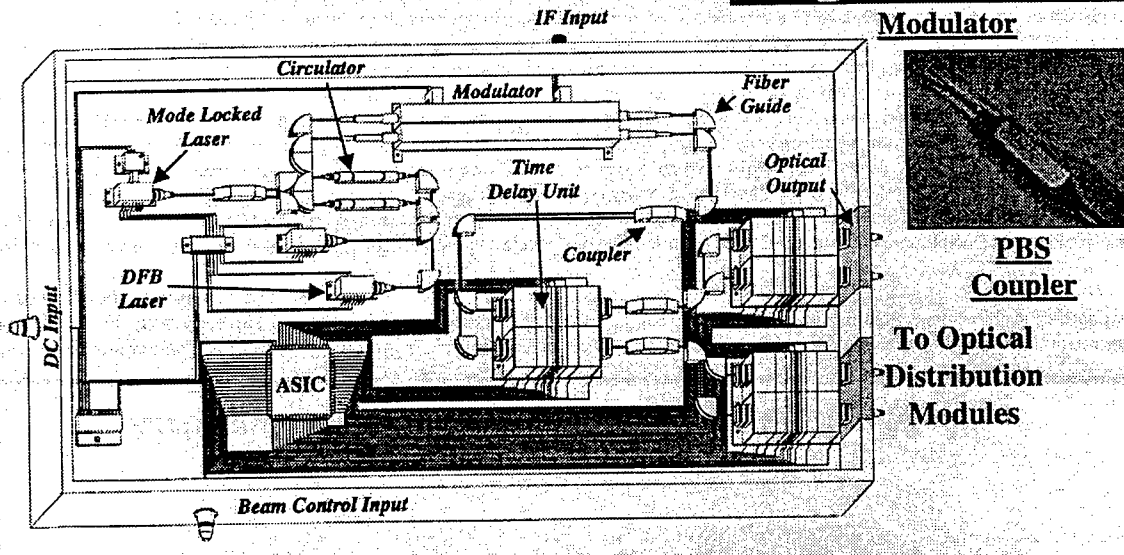 IF Input
Modulator
Circulator
Modulator
Fiber
Guide
Mode Locked
Laser
Time
Delay Unit
Optical
Output
Coupler
PBS
Coupler
DFB
Laser
DC Input
ASIC
To Optical
Distribution
Modules
Beam Control Input